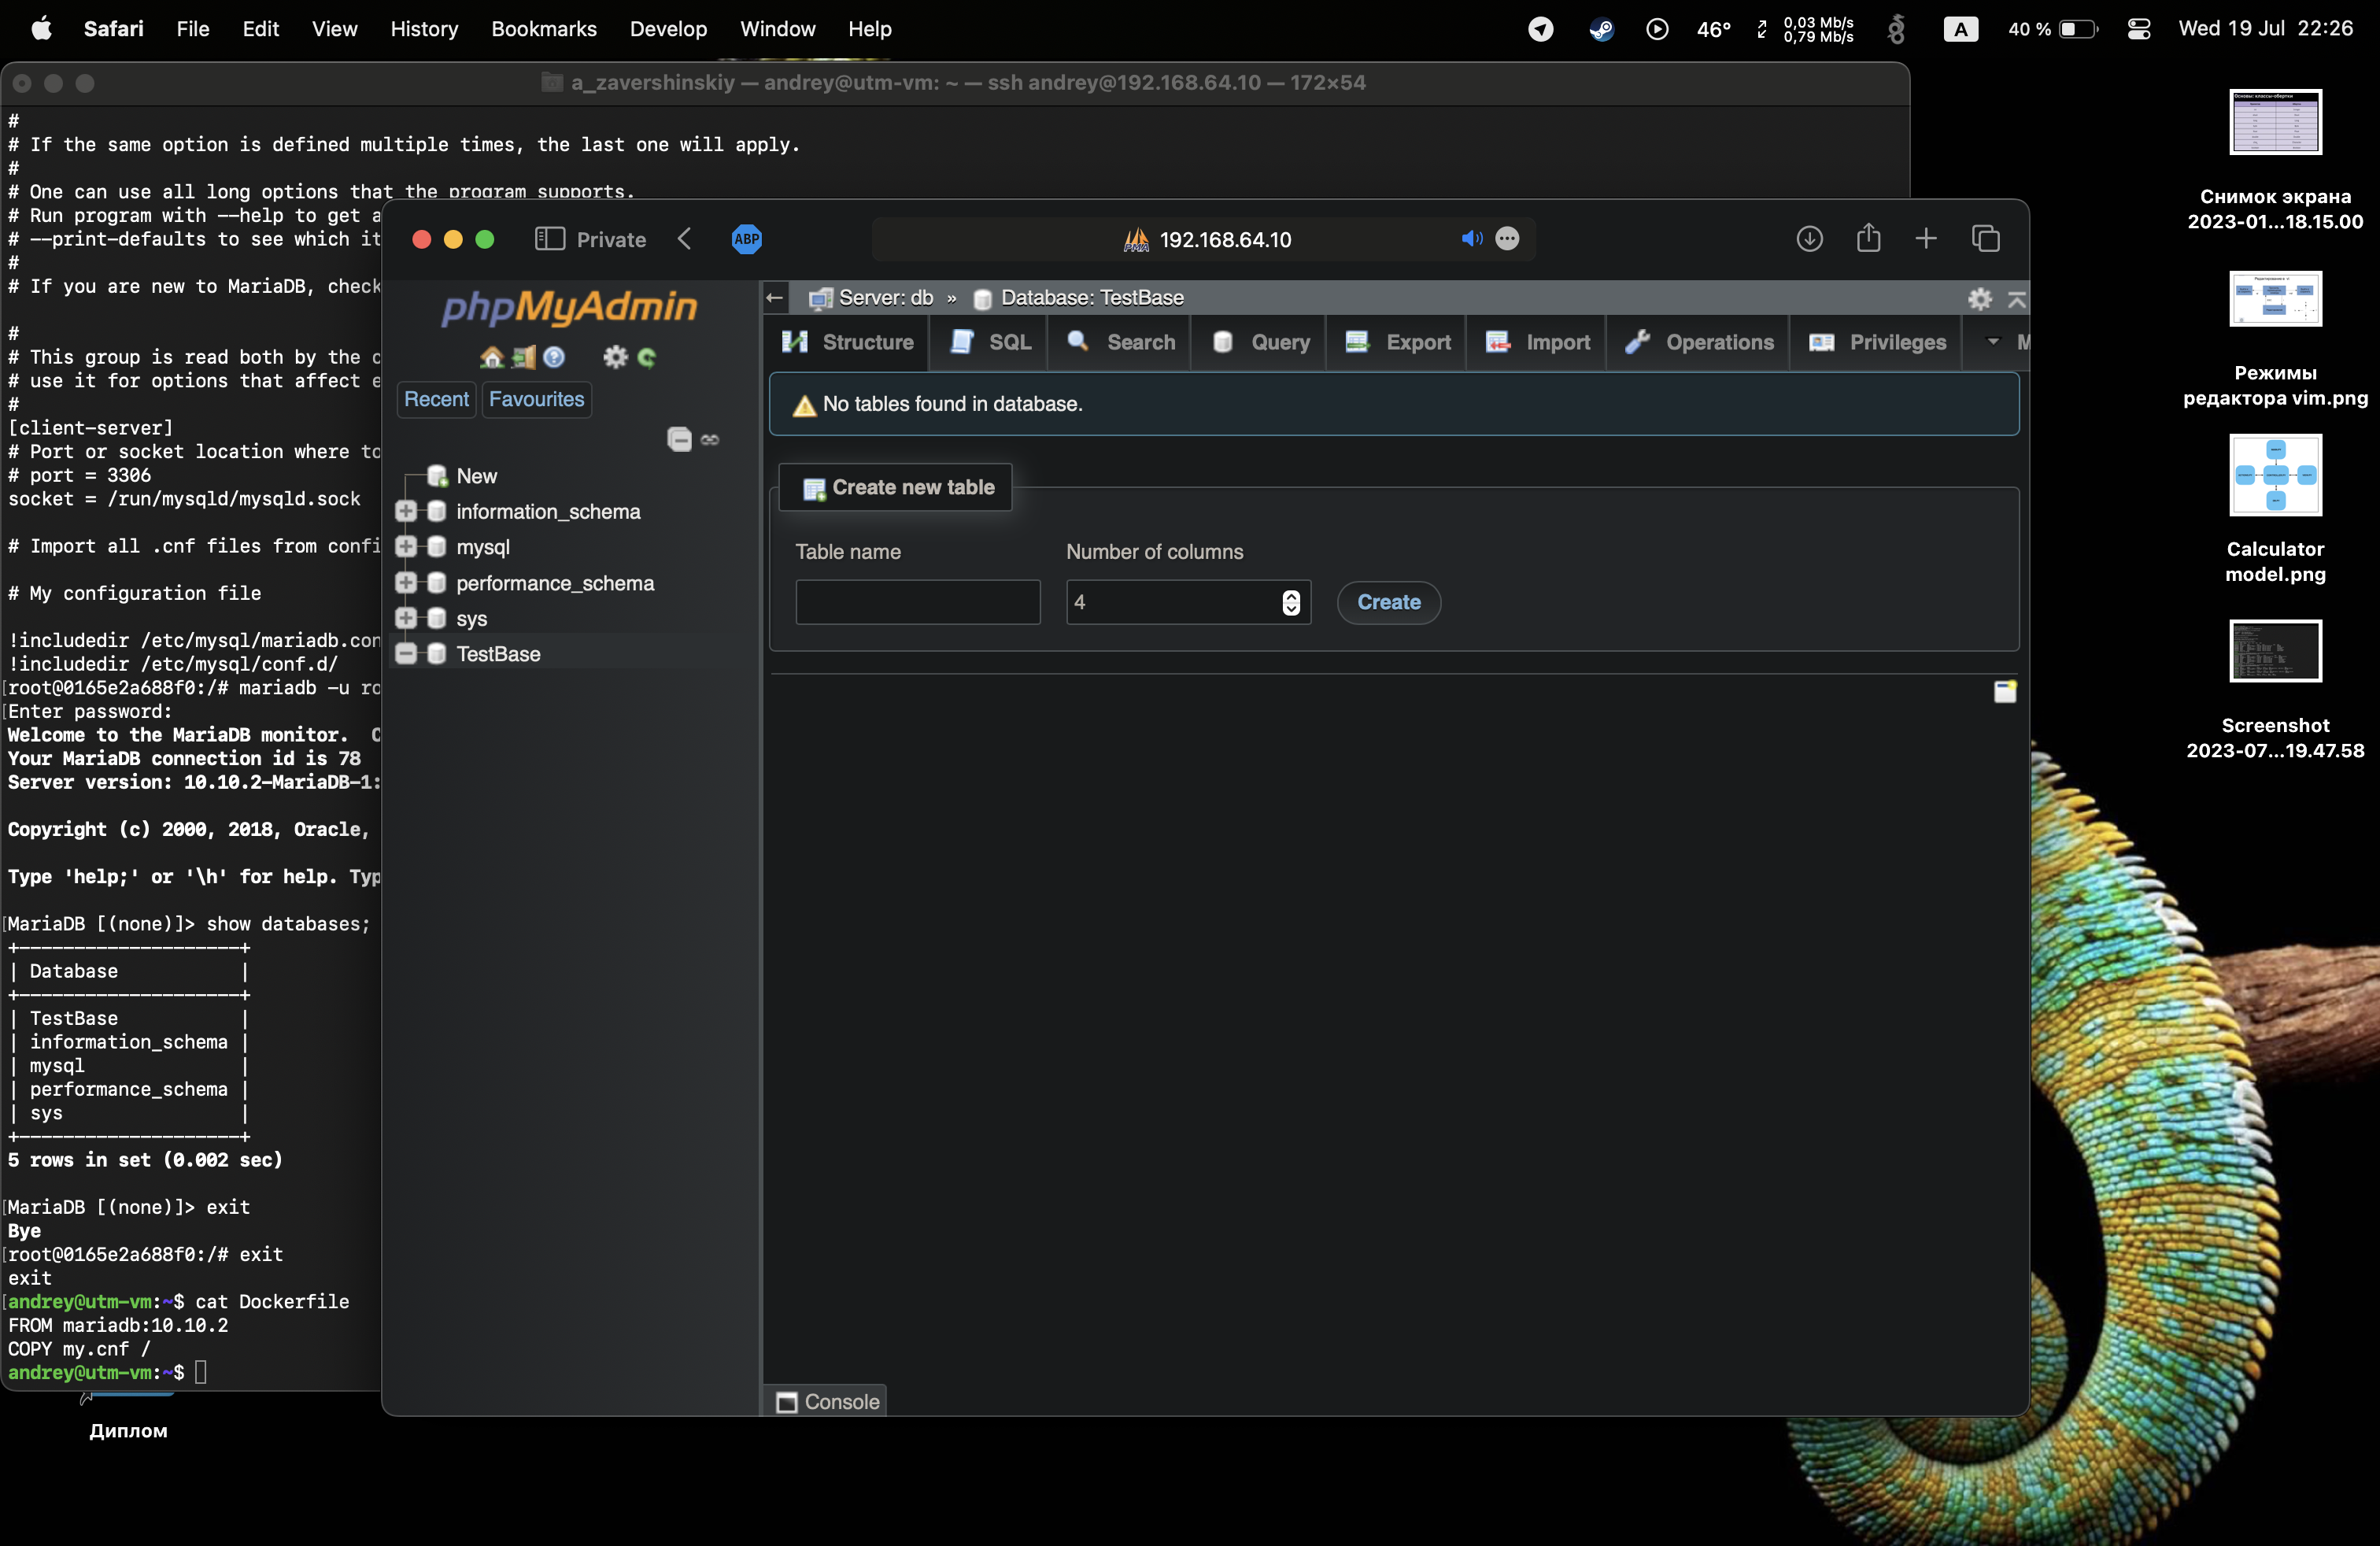 Safari File Edit View History Bookmarks Develop Window Help
46° 0,03 Mb/s 0,79 Mb/s A 40 % Wed 19 Jul 22:26
a_zavershinskiy — andrey@utm-vm: ~ — ssh andrey@192.168.64.10 — 172×54
#
# If the same option is defined multiple times, the last one will apply.
#
# One can use all long options that the program supports.
# Run program with --help to get a
# --print-defaults to see which it
#
# If you are new to MariaDB, check
#
# This group is read both by the c
# use it for options that affect e
#
[client-server]
# Port or socket location where to
# port = 3306
socket = /run/mysqld/mysqld.sock
# Import all .cnf files from confi
# My configuration file
!includedir /etc/mysql/mariadb.con
!includedir /etc/mysql/conf.d/
[root@0165e2a688f0:/# mariadb -u ro
[Enter password:
Welcome to the MariaDB monitor. C
Your MariaDB connection id is 78
Server version: 10.10.2-MariaDB-1:
Copyright (c) 2000, 2018, Oracle,
Type 'help;' or '\h' for help. Typ
[MariaDB [(none)]> show databases;
+--------------------+
| Database           |
+--------------------+
| TestBase           |
| information_schema |
| mysql              |
| performance_schema |
| sys                |
+--------------------+
5 rows in set (0.002 sec)
[MariaDB [(none)]> exit
Bye
[root@0165e2a688f0:/# exit
exit
[andrey@utm-vm:~$ cat Dockerfile
FROM mariadb:10.10.2
COPY my.cnf /
andrey@utm-vm:~$
Private ABP PMA 192.168.64.10
phpMyAdmin
Recent Favourites
New
information_schema
mysql
performance_schema
sys
TestBase
Server: db » Database: TestBase
Structure SQL Search Query Export Import Operations Privileges M
No tables found in database.
Create new table
Table name Number of columns
4 Create
Console
Основы: классы-обертки
Снимок экрана
2023-01...18.15.00
Режимы
редактора vim.png
Calculator
model.png
Screenshot
2023-07...19.47.58
Диплом